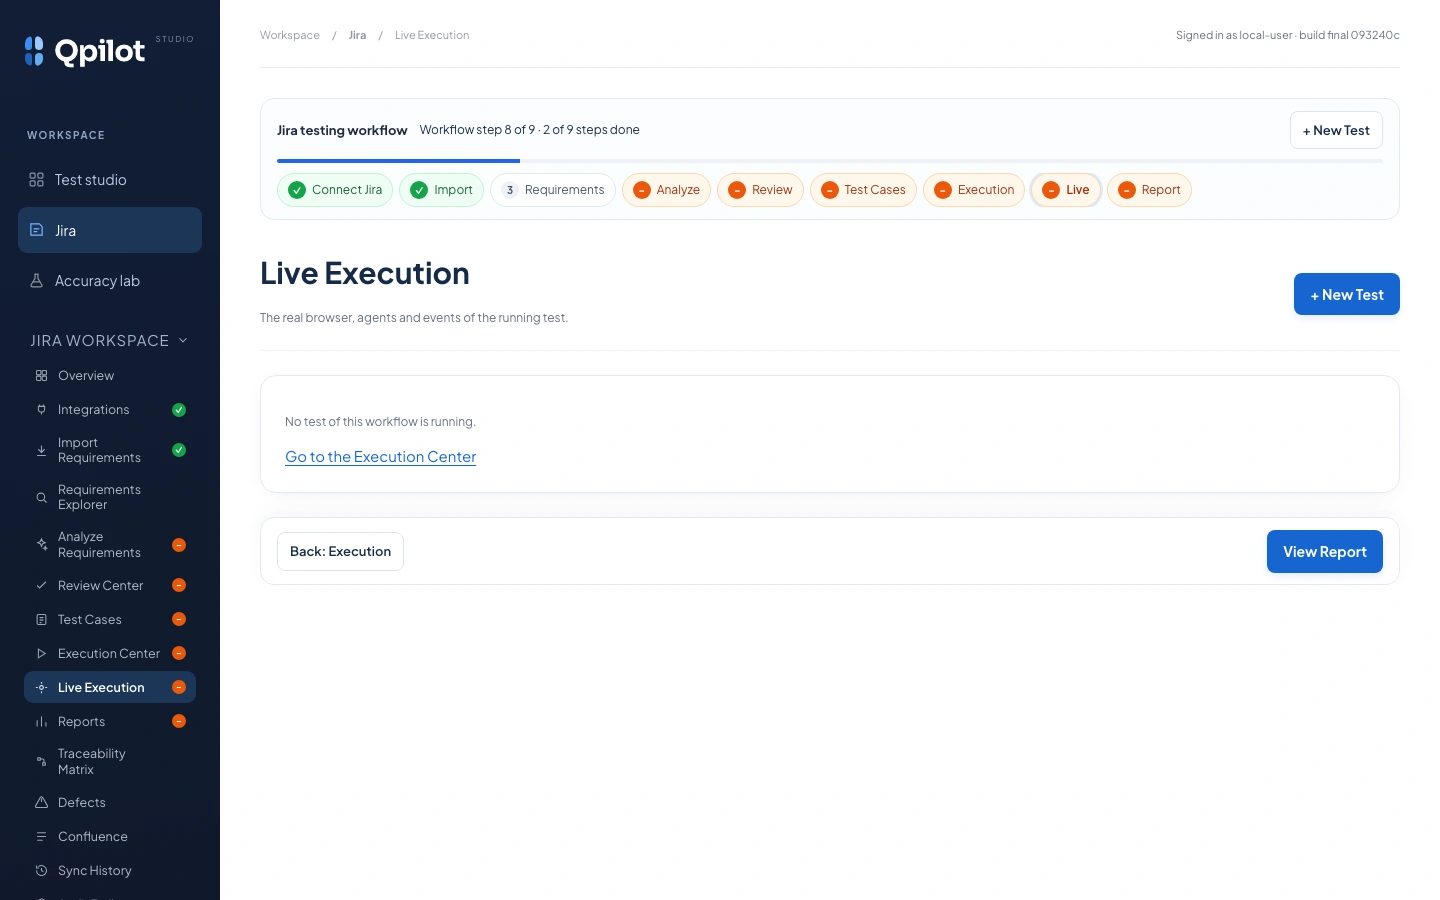 Qpilot STUDIO
WORKSPACE
Test studio
Jira
Accuracy lab
JIRA WORKSPACE
Overview
Integrations
Import
Requirements
Requirements
Explorer
Analyze
Requirements
Review Center
Test Cases
Execution Center
Live Execution
Reports
Traceability
Matrix
Defects
Confluence
Sync History
Workspace / Jira / Live Execution
Signed in as local-user · build final 093240c
Jira testing workflow Workflow step 8 of 9 · 2 of 9 steps done
+ New Test
Connect Jira
Import
3 Requirements
Analyze
Review
Test Cases
Execution
Live
Report
Live Execution
The real browser, agents and events of the running test.
+ New Test
No test of this workflow is running.
Go to the Execution Center
Back: Execution
View Report